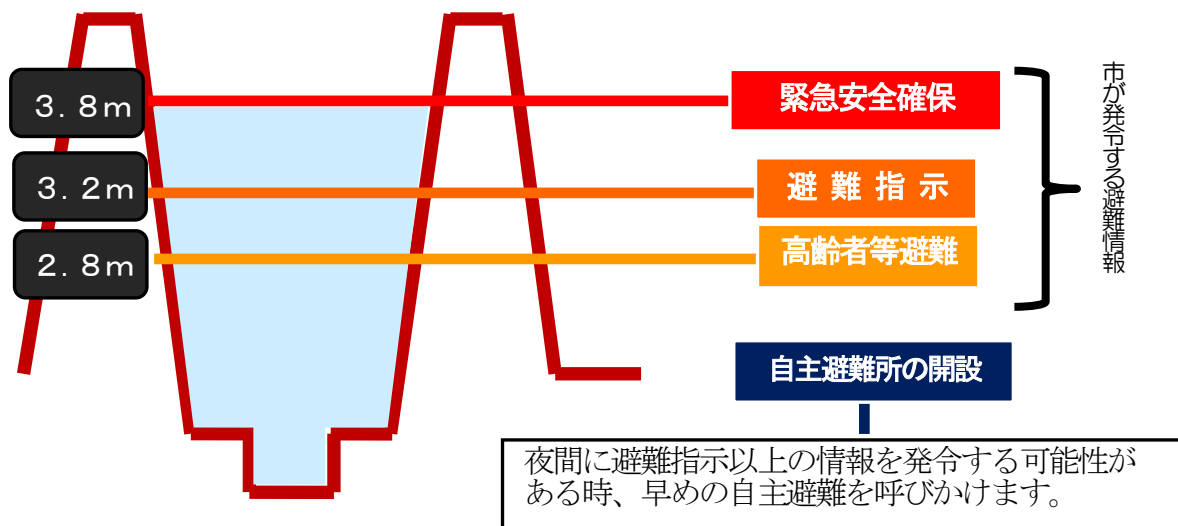 ３．８ｍ
緊急安全確保
３．２ｍ
避 難 指 示
２．８ｍ
高齢者等避難
市が発令する避難情報
自主避難所の開設
夜間に避難指示以上の情報を発令する可能性が
ある時、早めの自主避難を呼びかけます。